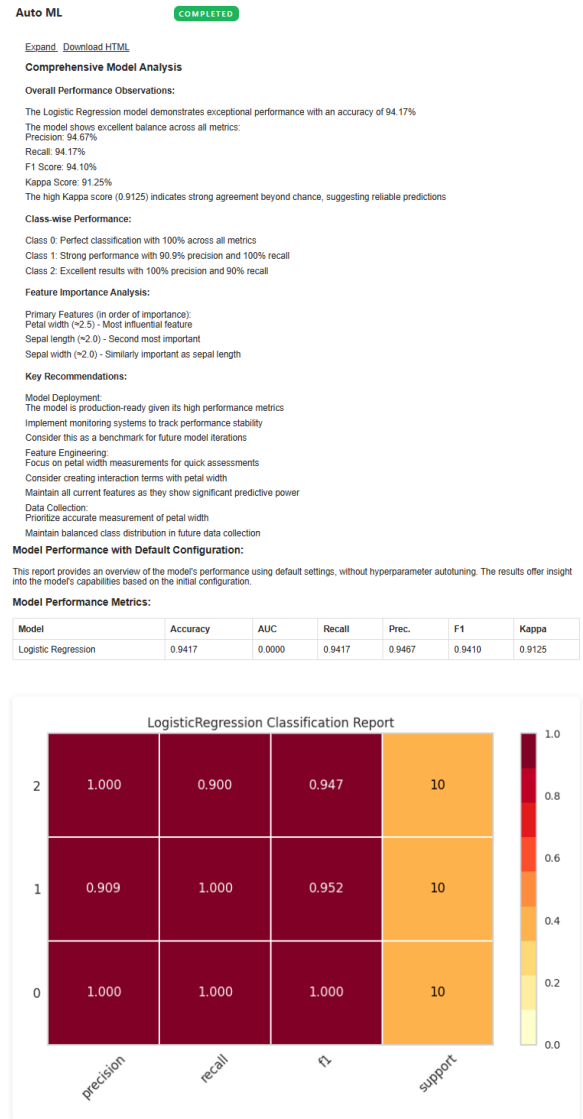 Auto ML COMPLETED
Expand Download HTML
Comprehensive Model Analysis
Overall Performance Observations:
The Logistic Regression model demonstrates exceptional performance with an accuracy of 94.17%
The model shows excellent balance across all metrics:
Precision: 94.67%
Recall: 94.17%
F1 Score: 94.10%
Kappa Score: 91.25%
The high Kappa score (0.9125) indicates strong agreement beyond chance, suggesting reliable predictions
Class-wise Performance:
Class 0: Perfect classification with 100% across all metrics
Class 1: Strong performance with 90.9% precision and 100% recall
Class 2: Excellent results with 100% precision and 90% recall
Feature Importance Analysis:
Primary Features (in order of importance):
Petal width (≈2.5) - Most influential feature
Sepal length (≈2.0) - Second most important
Sepal width (≈2.0) - Similarly important as sepal length
Key Recommendations:
Model Deployment:
The model is production-ready given its high performance metrics
Implement monitoring systems to track performance stability
Consider this as a benchmark for future model iterations
Feature Engineering:
Focus on petal width measurements for quick assessments
Consider creating interaction terms with petal width
Maintain all current features as they show significant predictive power
Data Collection:
Prioritize accurate measurement of petal width
Maintain balanced class distribution in future data collection
Model Performance with Default Configuration:
This report provides an overview of the model's performance using default settings, without hyperparameter autotuning. The results offer insight
into the model's capabilities based on the initial configuration.
Model Performance Metrics:
Model Accuracy AUC Recall Prec. F1 Kappa
Logistic Regression 0.9417 0.0000 0.9417 0.9467 0.9410 0.9125
LogisticRegression Classification Report
2 1.000 0.900 0.947 10
1 0.909 1.000 0.952 10
0 1.000 1.000 1.000 10
precision recall f1 support
1.0
0.8
0.6
0.4
0.2
0.0